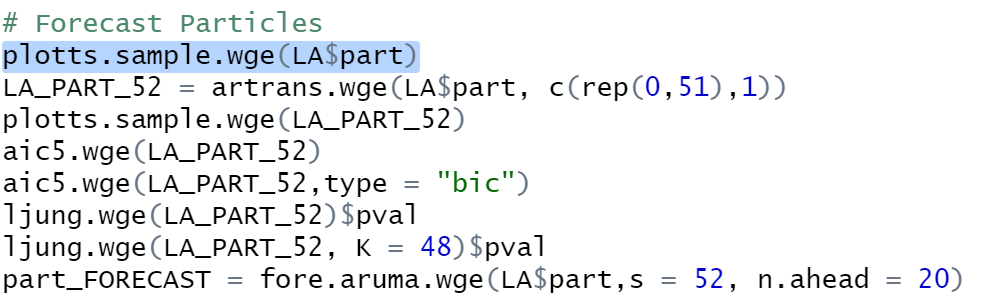 # Forecast Particles
plotts.sample.wge(LA$part)
LA_PART_52 = artrans.wge(LA$part, c(rep(0,51),1))
plotts.sample.wge(LA_PART_52)
aic5.wge(LA_PART_52)
aic5.wge(LA_PART_52,type = "bic")
ljung.wge(LA_PART_52)$pval
ljung.wge(LA_PART_52, K = 48)$pval
part_FORECAST = fore.aruma.wge(LA$part,s = 52, n.ahead = 20)